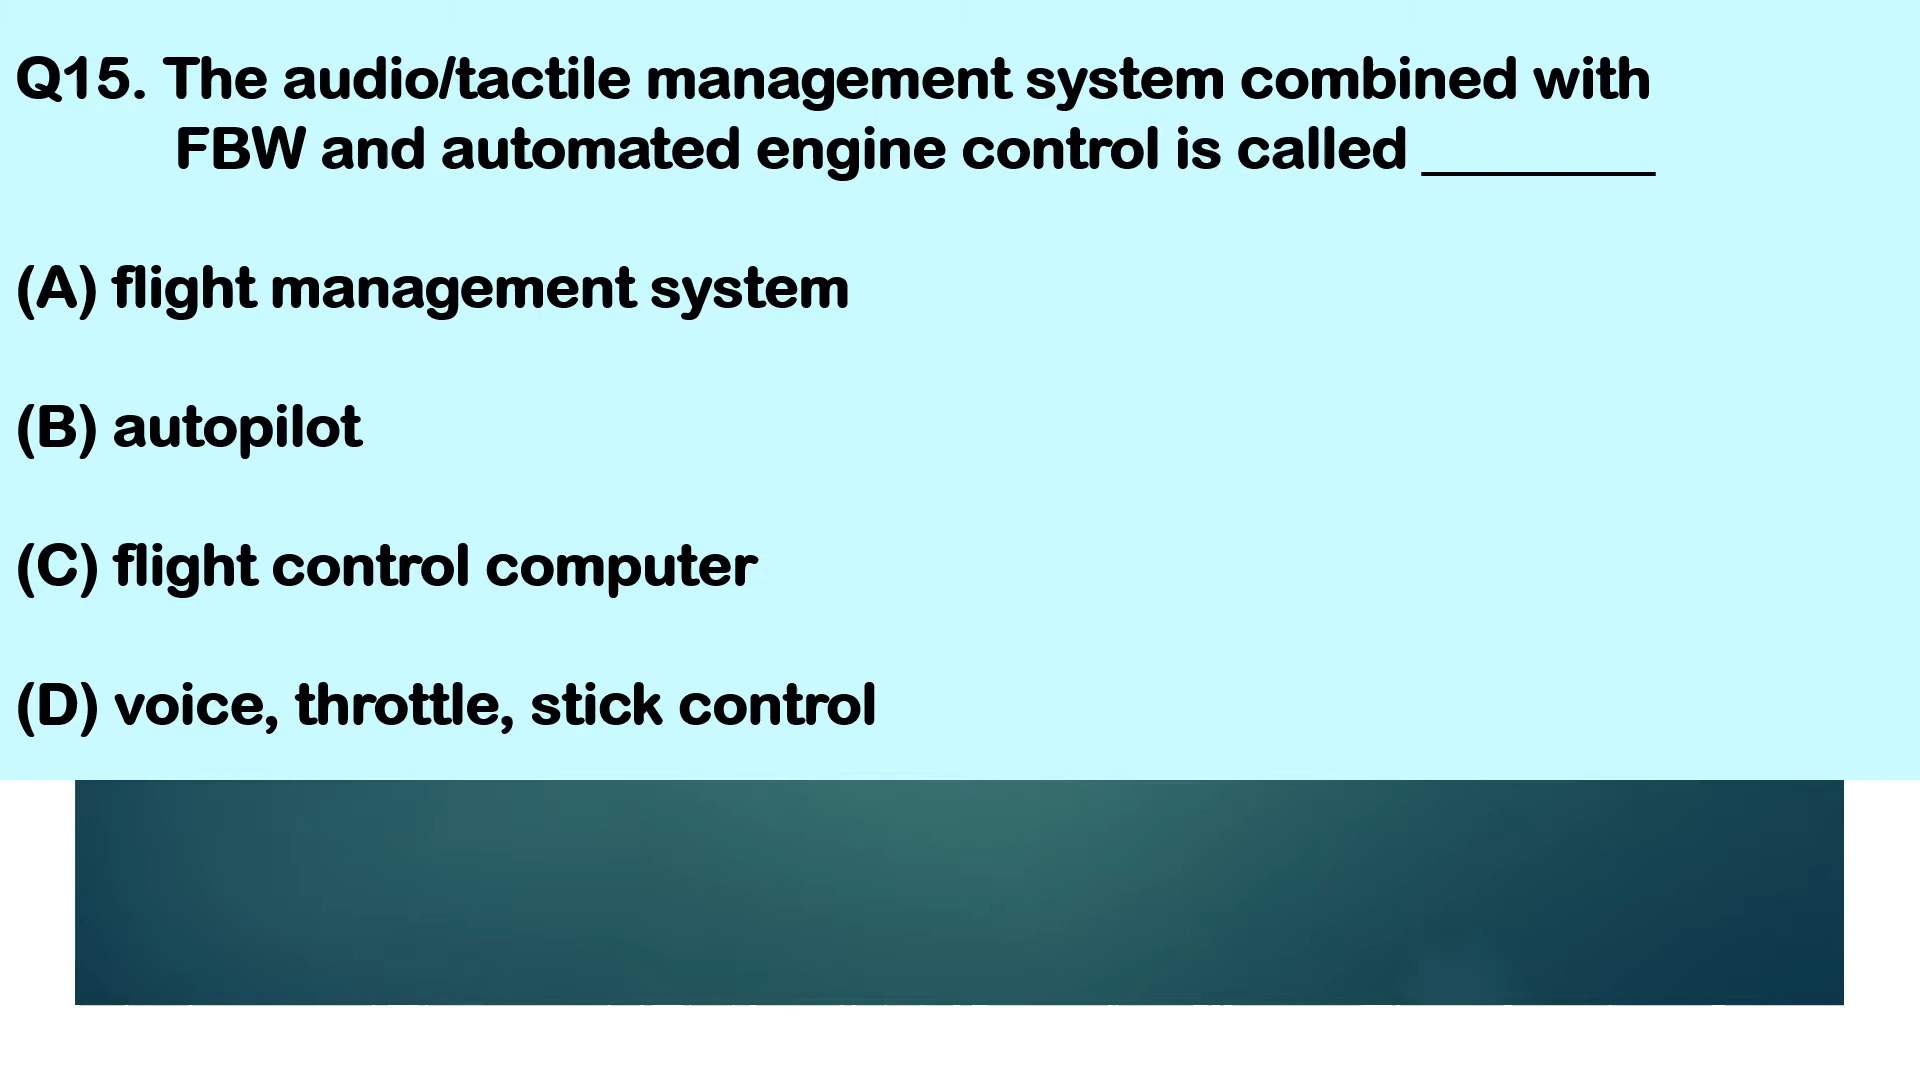 Q15. The audio/tactile management system combined with
FBW and automated engine control is called ________
(A) flight management system
(B) autopilot
(C) flight control computer
(D) voice, throttle, stick control